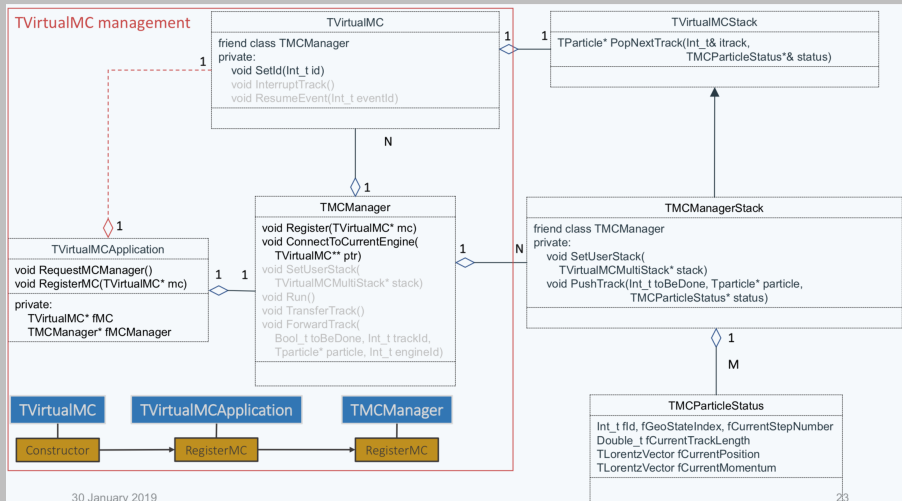 TVirtualMC management
TVirtualMC
friend class TMCManager
private:
void SetId(Int_t id)
void InterruptTrack()
void ResumeEvent(Int_t eventId)
1
1
1
TVirtualMCStack
TParticle* PopNextTrack(Int_t& itrack,
TMCParticleStatus*& status)
N
1
1
TMCManager
void Register(TVirtualMC* mc)
void ConnectToCurrentEngine(
TVirtualMC** ptr)
void SetUserStack(
TVirtualMCMultiStack* stack)
void Run()
void TransferTrack()
void ForwardTrack(
Bool_t toBeDone, Int_t trackId,
Tparticle* particle, Int_t engineId)
1
N
TMCManagerStack
friend class TMCManager
private:
void SetUserStack(
TVirtualMCMultiStack* stack)
void PushTrack(Int_t toBeDone, Tparticle* particle,
TMCParticleStatus* status)
TVirtualMCApplication
void RequestMCManager()
void RegisterMC(TVirtualMC* mc)
private:
TVirtualMC* fMC
TMCManager* fMCManager
1
1
1
M
TVirtualMC
TVirtualMCApplication
TMCManager
Constructor
RegisterMC
RegisterMC
TMCParticleStatus
Int_t fId, fGeoStateIndex, fCurrentStepNumber
Double_t fCurrentTrackLength
TLorentzVector fCurrentPosition
TLorentzVector fCurrentMomentum
30 January 2019
23